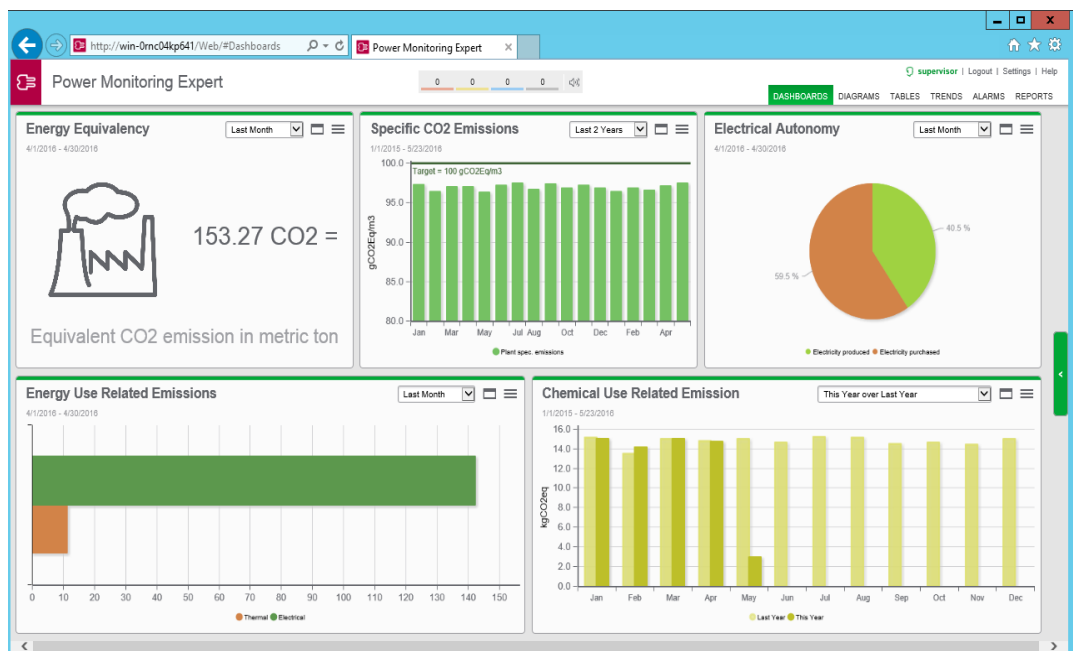 X
http://win-0rnc04kp641/Web/#Dashboards
Power Monitoring Expert ×
Power Monitoring Expert
0 0 0 0
supervisor | Logout | Settings | Help
DASHBOARDS DIAGRAMS TABLES TRENDS ALARMS REPORTS
Energy Equivalency
Last Month
4/1/2016 - 4/30/2016
153.27 CO2 =
Equivalent CO2 emission in metric ton
Specific CO2 Emissions
Last 2 Years
1/1/2015 - 5/23/2016
100.0
Target = 100 gCO2Eq/m3
95.0
90.0
85.0
80.0
gCO2Eq/m3
Jan Mar May Jul Aug Oct Dec Feb Apr
Plant spec. emissions
Electrical Autonomy
Last Month
4/1/2016 - 4/30/2016
40.5 %
59.5 %
Electricity produced Electricity purchased
Energy Use Related Emissions
Last Month
4/1/2016 - 4/30/2016
0 10 20 30 40 50 60 70 80 90 100 110 120 130 140 150
Thermal Electrical
Chemical Use Related Emission
This Year over Last Year
1/1/2015 - 5/23/2016
16.0
14.0
12.0
10.0
8.0
6.0
4.0
2.0
0.0
kgCO2eq
Jan Feb Mar Apr May Jun Jul Aug Sep Oct Nov Dec
Last Year This Year